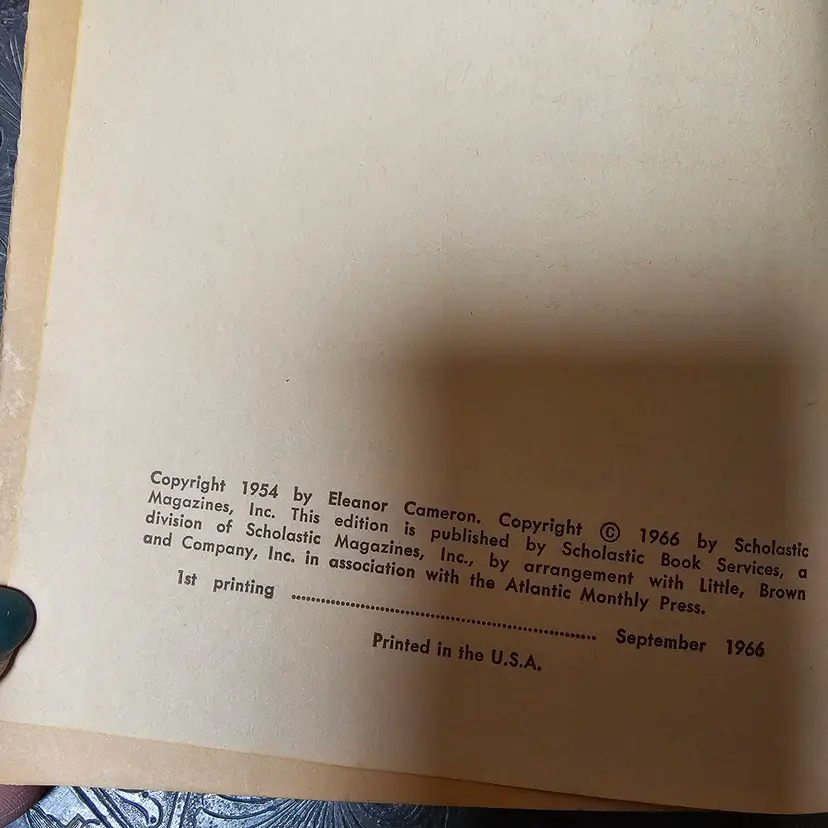 Copyright 1954 by Eleanor Cameron. Copyright © 1966 by Scholastic
Magazines, Inc. This edition is published by Scholastic Book Services, a
division of Scholastic Magazines, Inc., by arrangement with Little, Brown
and Company, Inc. in association with the Atlantic Monthly Press.
1st printing ........................................................ September 1966
Printed in the U.S.A.